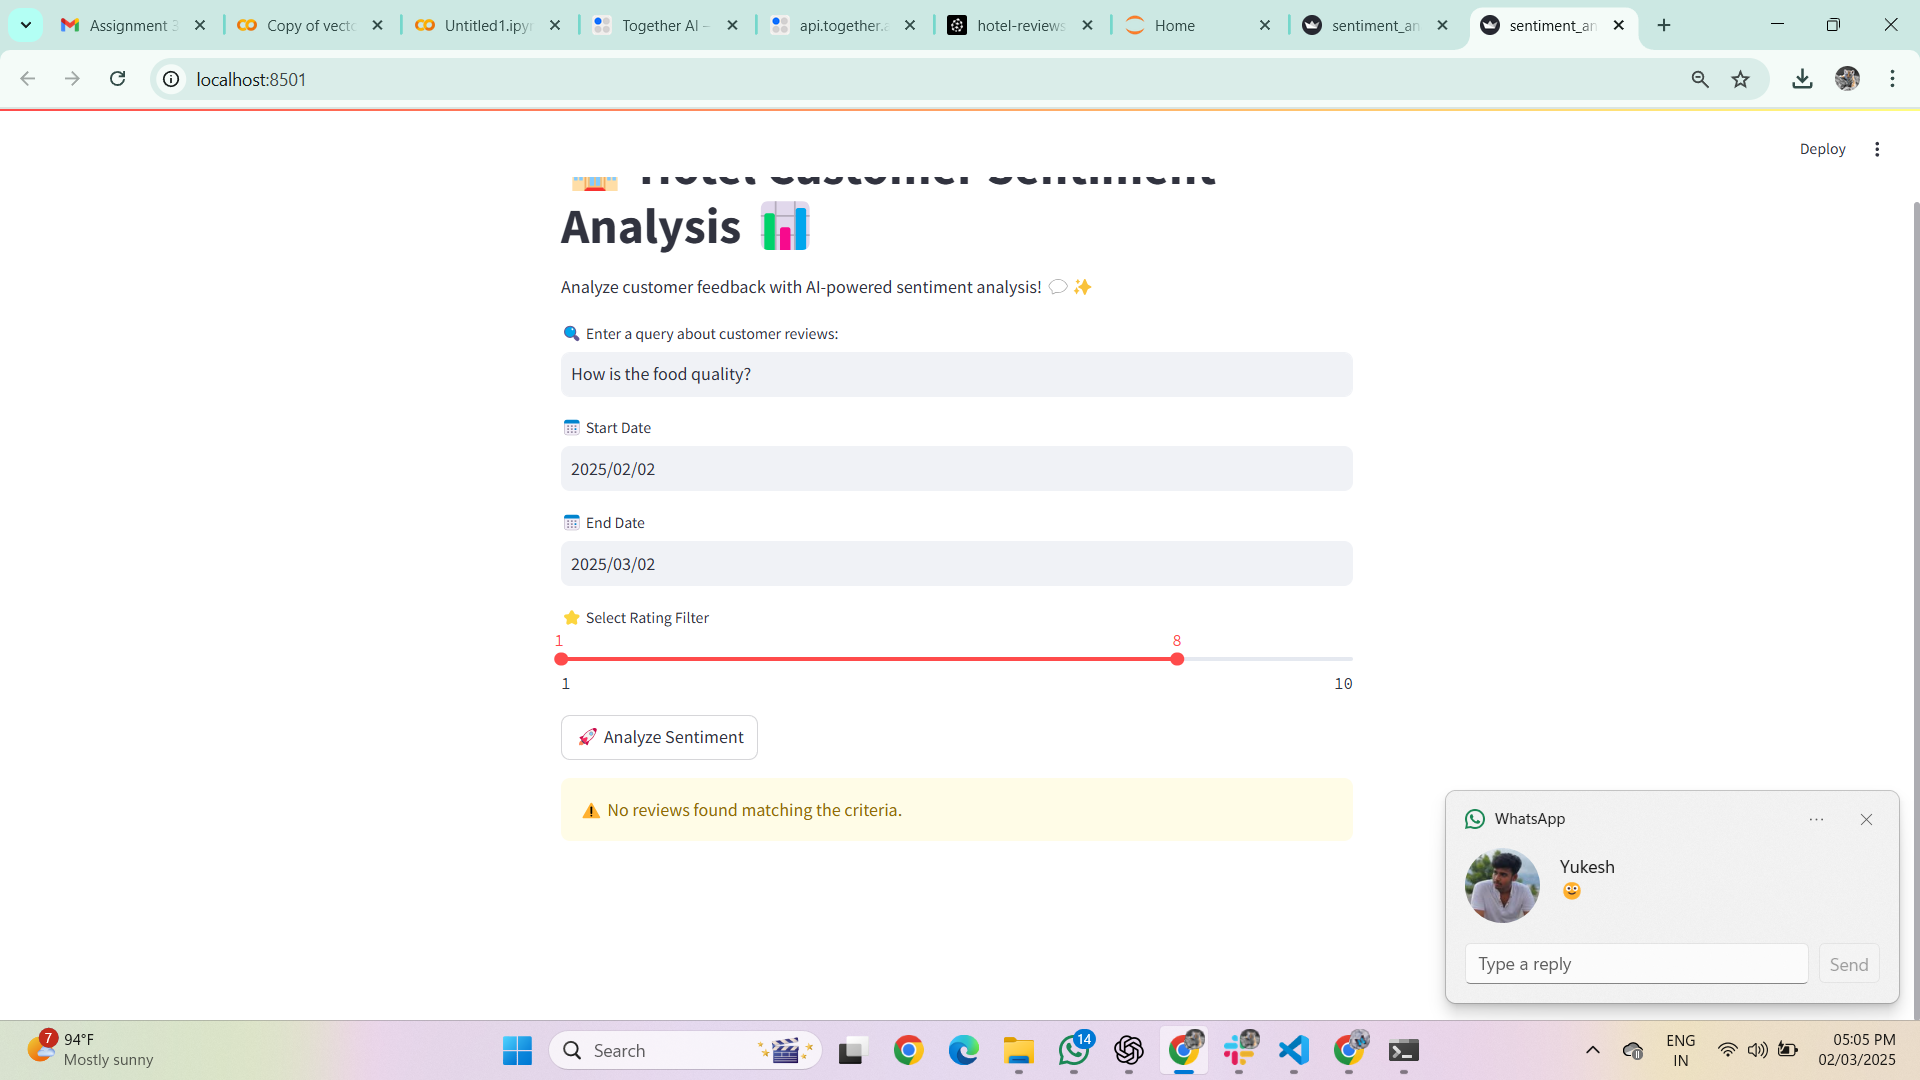 Assignment 3
Copy of vecto
Untitled1.ipyn
Together AI –
api.together.a
hotel-reviews
Home
sentiment_an
sentiment_an
localhost:8501
Deploy
Hotel Customer Sentiment
Analysis
Analyze customer feedback with AI-powered sentiment analysis!
Enter a query about customer reviews:
How is the food quality?
Start Date
2025/02/02
End Date
2025/03/02
Select Rating Filter
1 8
1 10
Analyze Sentiment
No reviews found matching the criteria.
WhatsApp
Yukesh
Type a reply
Send
7
94°F
Mostly sunny
Search
14
ENG
IN
05:05 PM
02/03/2025